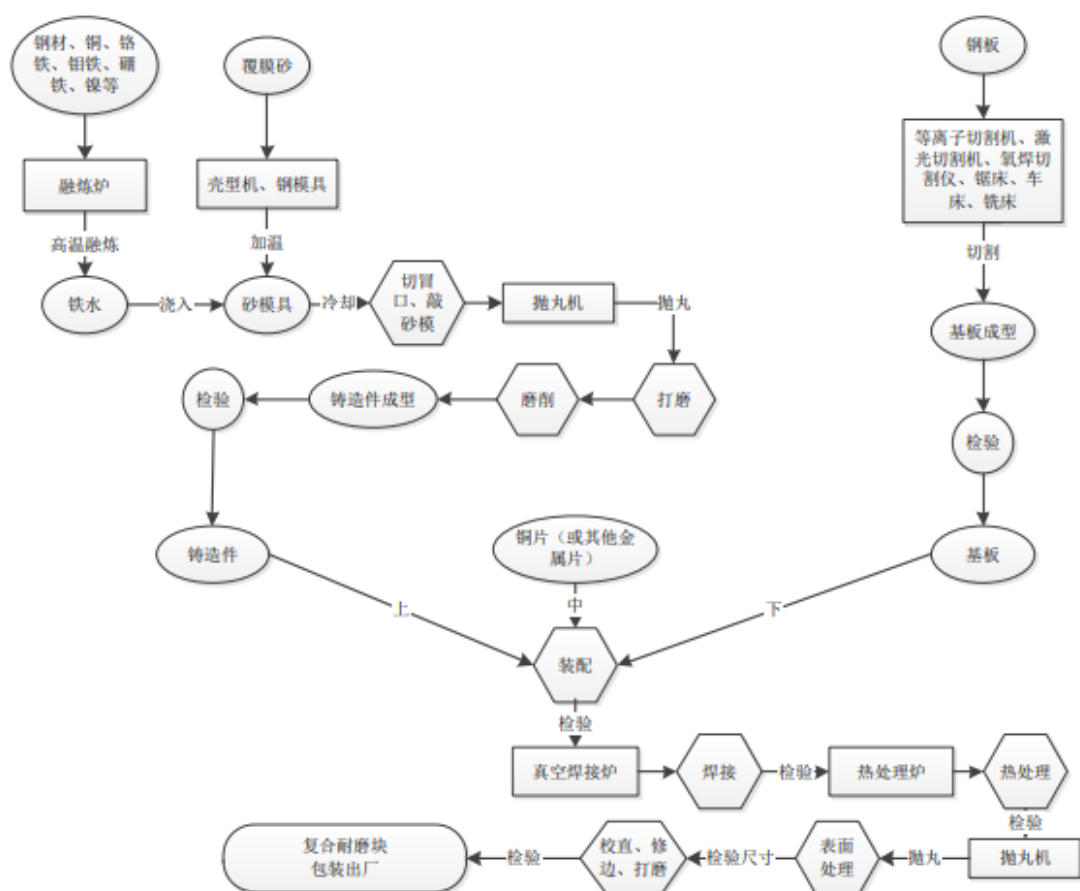 钢材、铜、铬
铁、钼铁、硼
铁、镍等
覆膜砂
钢板
融炼炉
壳型机、钢模具
等离子切割机、激
光切割机、氧焊切
割仪、锯床、车
床、铣床
高温融炼
加温
切割
铁水
浇入
砂模具
冷却
切冒
口、敲
砂模
抛丸机
抛丸
基板成型
检验
铸造件成型
磨削
打磨
检验
铸造件
铜片（或其他金
属片）
基板
上
中
下
装配
检验
真空焊接炉
焊接
检验
热处理炉
热处理
检验
复合耐磨块
包装出厂
检验
校直、修
边、打磨
检验尺寸
表面
处理
抛丸
抛丸机